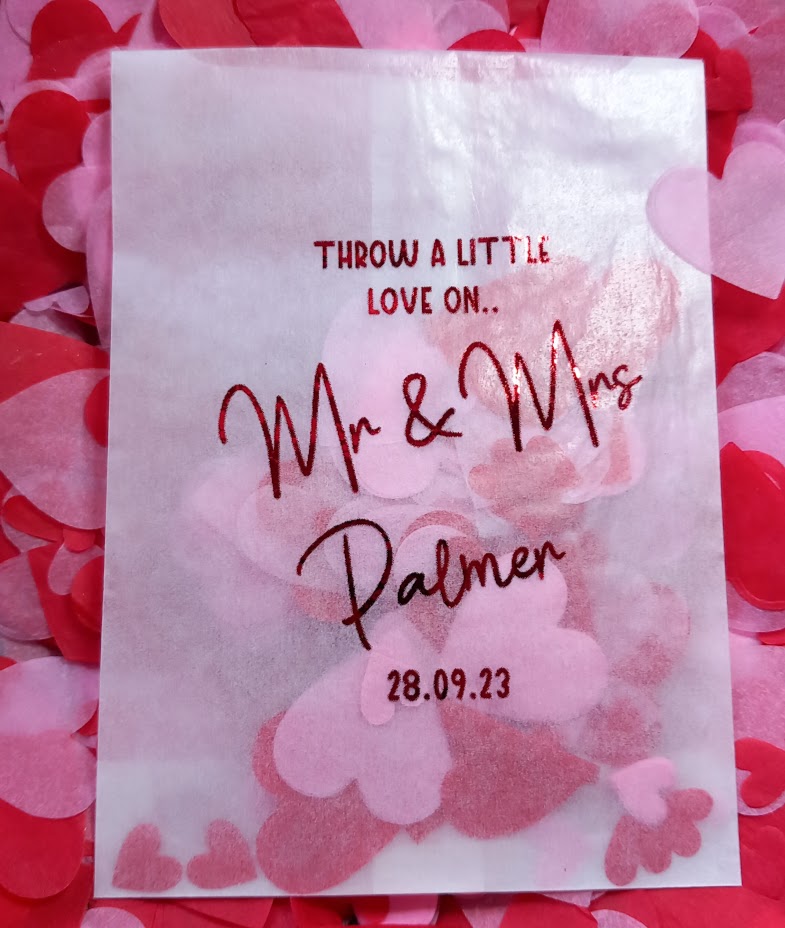 THROW A LITTLE
LOVE ON..
Mr & Mrs
Palmer
28.09.23